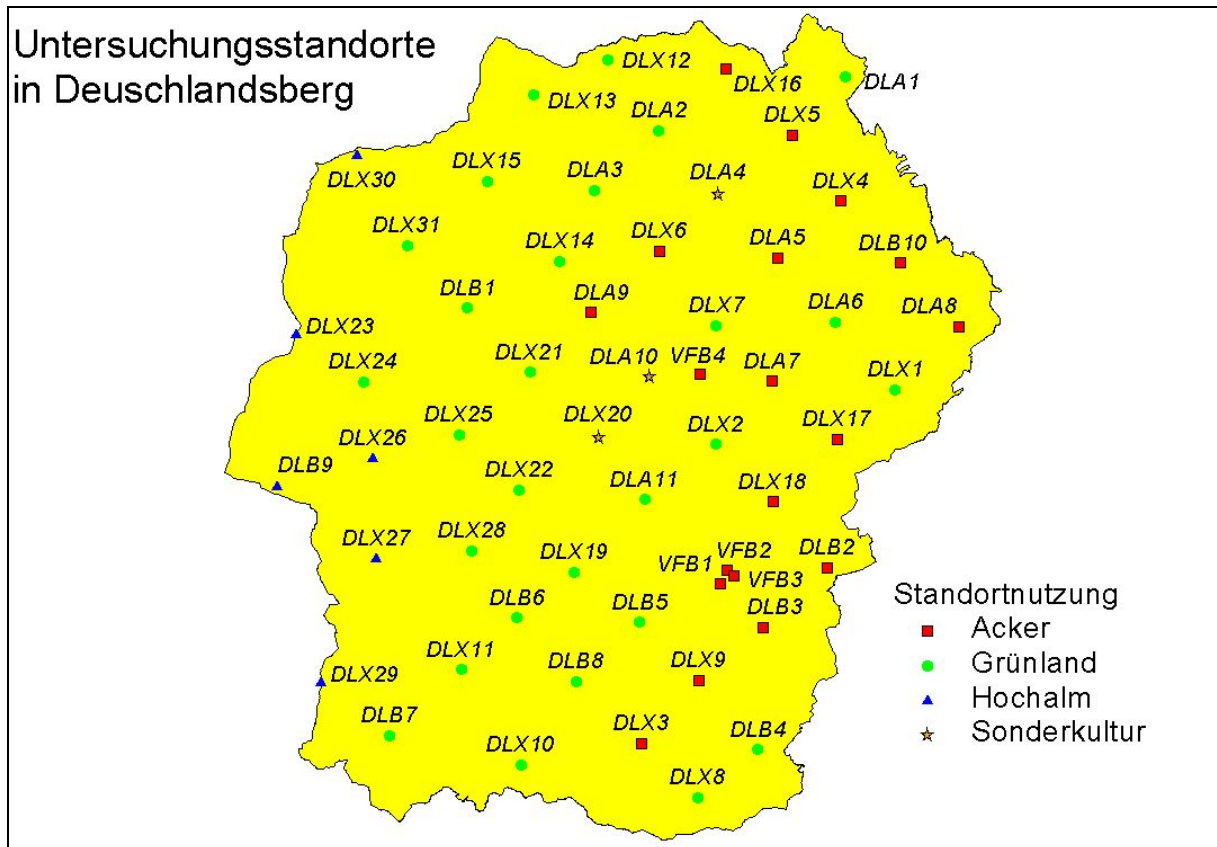 Untersuchungsstandorte
in Deuschlandsberg
DLX12
DLX16
DLA1
DLX13
DLA2
DLX5
DLX30
DLX15
DLA3
DLA4
DLX4
DLX31
DLX14
DLX6
DLA5
DLB10
DLB1
DLA9
DLX7
DLA6
DLA8
DLX23
DLX24
DLX21
DLA10
VFB4
DLA7
DLX1
DLX25
DLX20
DLX2
DLX17
DLX26
DLB9
DLX22
DLA11
DLX18
DLX27
DLX28
DLX19
VFB1
VFB2
VFB3
DLB2
DLB6
DLB5
DLB3
DLX29
DLX11
DLB8
DLX9
DLB7
DLX10
DLX3
DLB4
DLX8
Standortnutzung
Acker
Grünland
Hochalm
Sonderkultur